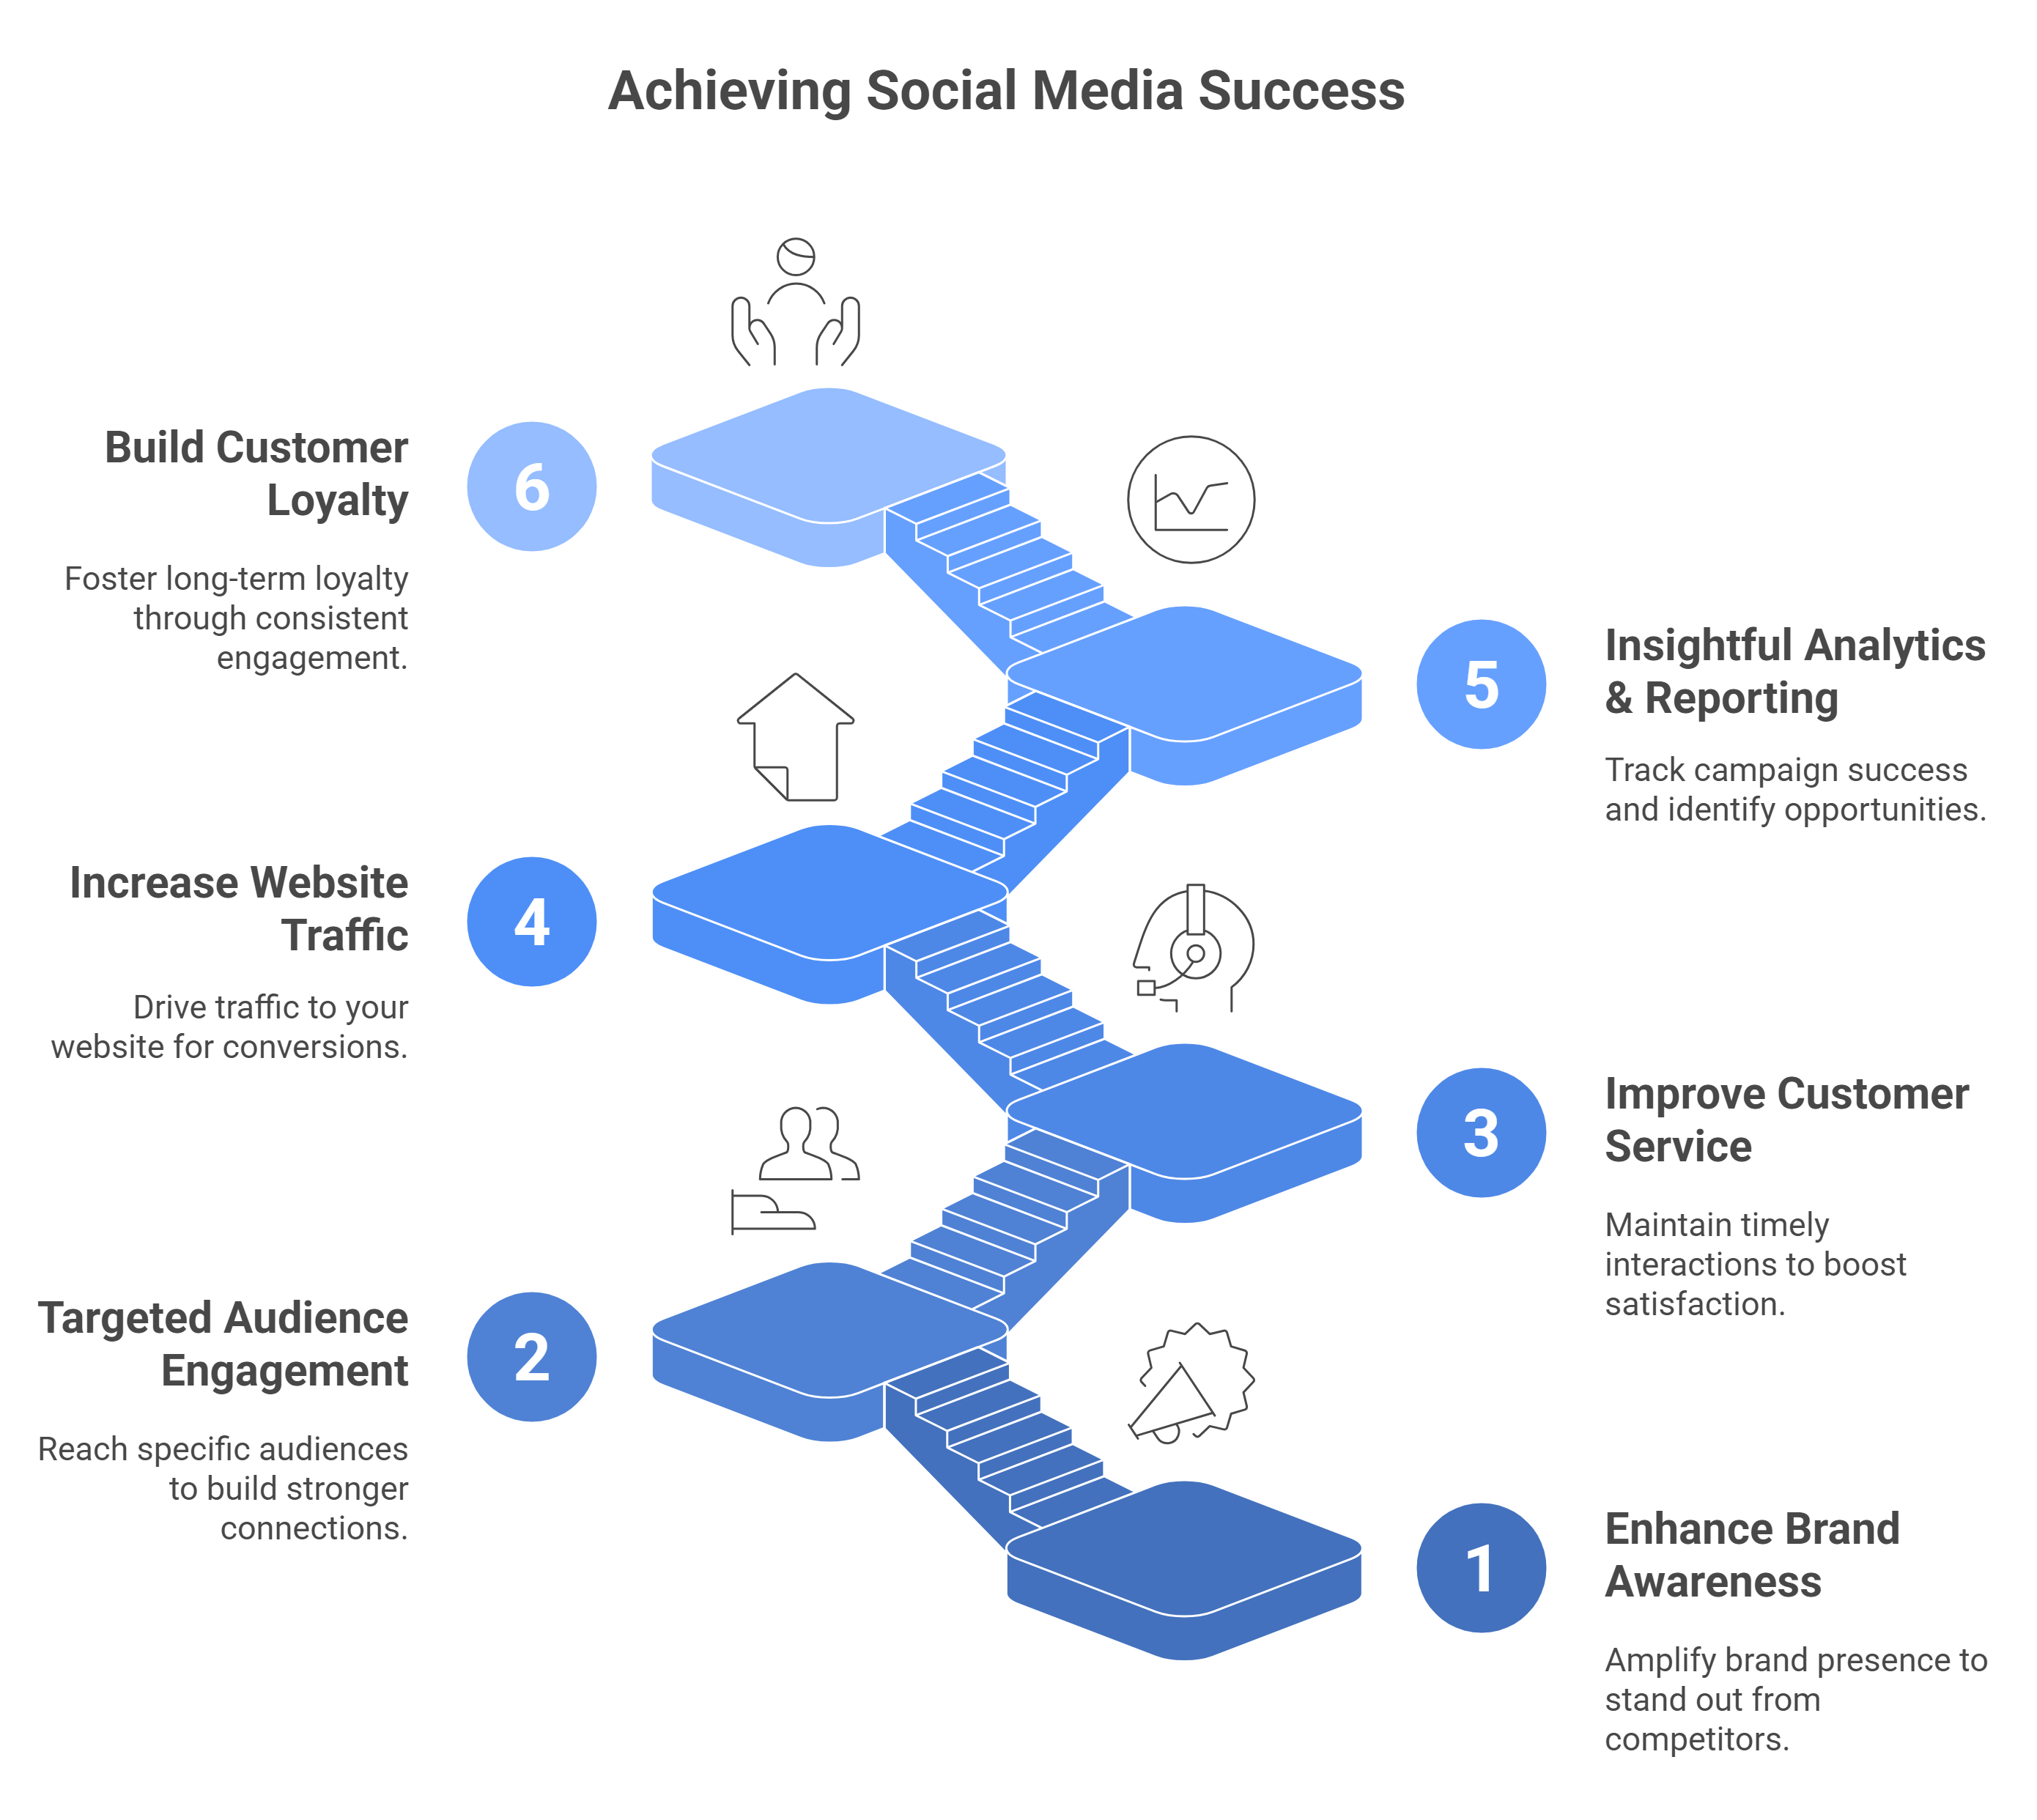 Achieving Social Media Success
6
Build Customer
Loyalty
Foster long-term loyalty
through consistent
engagement.
5
Insightful Analytics
& Reporting
Track campaign success
and identify opportunities.
4
Increase Website
Traffic
Drive traffic to your
website for conversions.
3
Improve Customer
Service
Maintain timely
interactions to boost
satisfaction.
2
Targeted Audience
Engagement
Reach specific audiences
to build stronger
connections.
1
Enhance Brand
Awareness
Amplify brand presence to
stand out from
competitors.